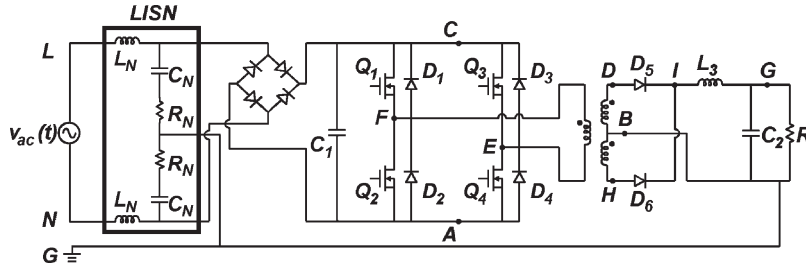 LISN
L
L_N
C_N
R_N
v_ac(t)
R_N
C_N
N
L_N
G
C_1
C
Q_1
D_1
Q_3
D_3
F
E
Q_2
D_2
Q_4
D_4
A
D
D_5
I
L_3
G
B
C_2
R
H
D_6